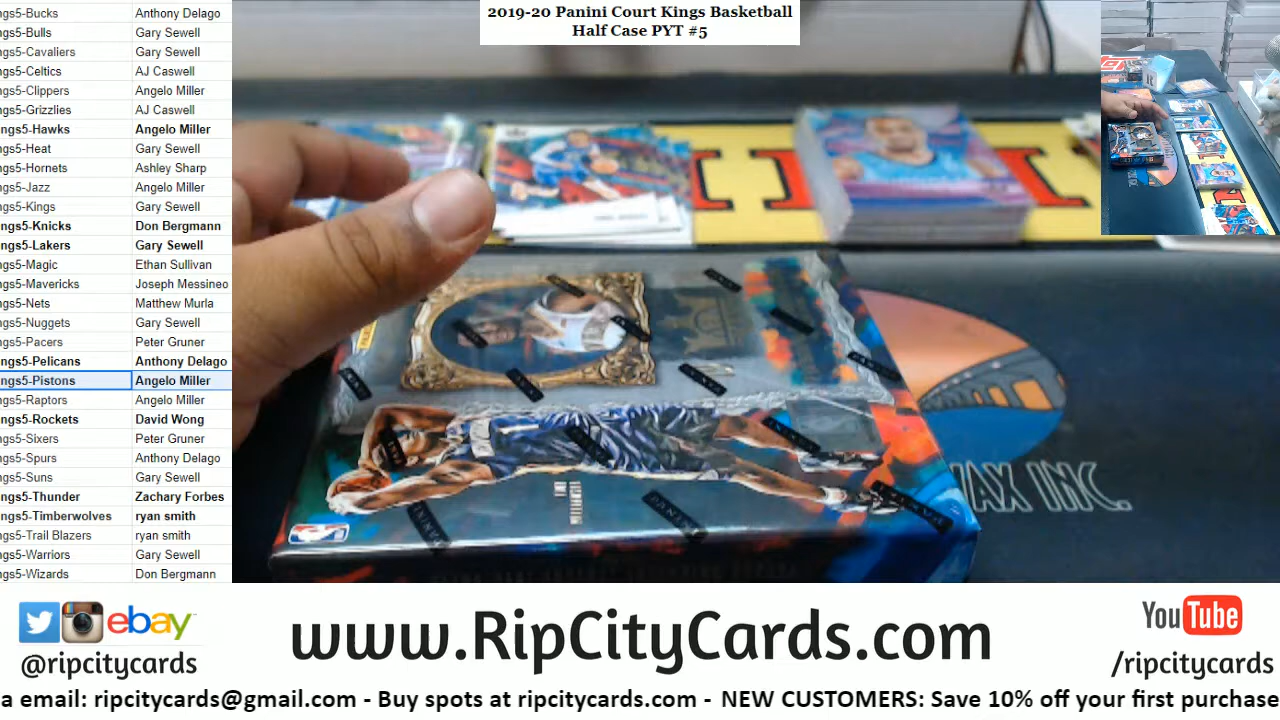 2019-20 Panini Court Kings Basketball
Half Case PYT #5
ngs5-Bucks Anthony Delago
ngs5-Bulls Gary Sewell
ngs5-Cavaliers Gary Sewell
ngs5-Celtics AJ Caswell
ngs5-Clippers Angelo Miller
ngs5-Grizzlies AJ Caswell
ngs5-Hawks Angelo Miller
ngs5-Heat Gary Sewell
ngs5-Hornets Ashley Sharp
ngs5-Jazz Angelo Miller
ngs5-Kings Gary Sewell
ngs5-Knicks Don Bergmann
ngs5-Lakers Gary Sewell
ngs5-Magic Ethan Sullivan
ngs5-Mavericks Joseph Messineo
ngs5-Nets Matthew Murla
ngs5-Nuggets Gary Sewell
ngs5-Pacers Peter Gruner
ngs5-Pelicans Anthony Delago
ngs5-Pistons Angelo Miller
ngs5-Raptors Angelo Miller
ngs5-Rockets David Wong
ngs5-Sixers Peter Gruner
ngs5-Spurs Anthony Delago
ngs5-Suns Gary Sewell
ngs5-Thunder Zachary Forbes
ngs5-Timberwolves ryan smith
ngs5-Trail Blazers ryan smith
ngs5-Warriors Gary Sewell
ngs5-Wizards Don Bergmann
PANINI
AX INC.
ebay
@ripcitycards
www.RipCityCards.com
YouTube
/ripcitycards
a email: ripcitycards@gmail.com - Buy spots at ripcitycards.com - NEW CUSTOMERS: Save 10% off your first purchase